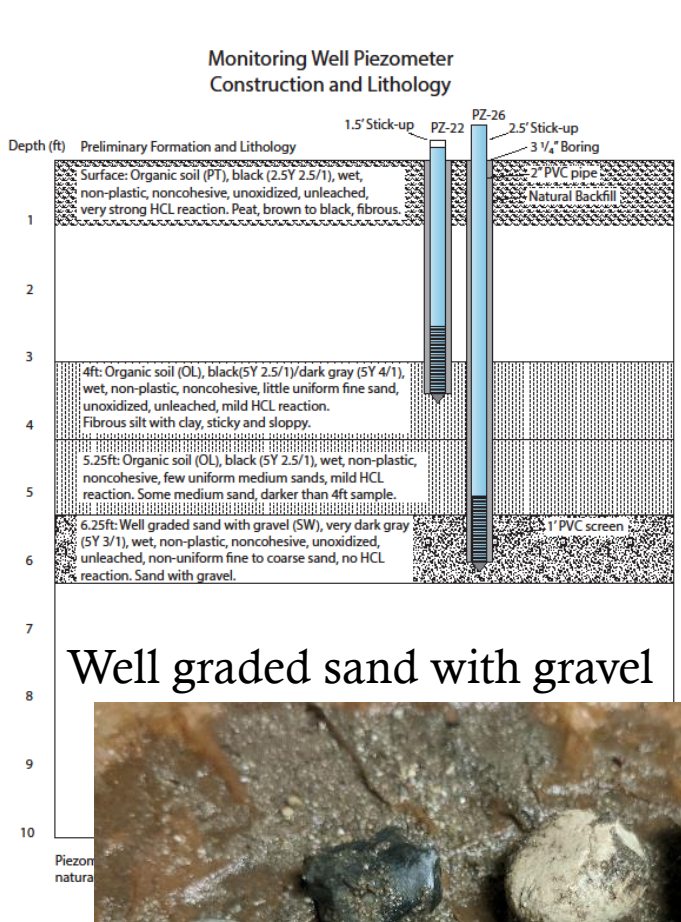 Monitoring Well Piezometer
Construction and Lithology
1.5' Stick-up
PZ-22
PZ-26
2.5' Stick-up
3 ¼" Boring
Depth (ft)
Preliminary Formation and Lithology
Surface: Organic soil (PT), black (2.5Y 2.5/1), wet,
non-plastic, noncohesive, unoxidized, unleached,
very strong HCL reaction. Peat, brown to black, fibrous.
2" PVC pipe
Natural Backfill
1
2
3
4ft: Organic soil (OL), black(5Y 2.5/1)/dark gray (5Y 4/1),
wet, non-plastic, noncohesive, little uniform fine sand,
unoxidized, unleached, mild HCL reaction.
Fibrous silt with clay, sticky and sloppy.
4
5.25ft: Organic soil (OL), black (5Y 2.5/1), wet, non-plastic,
noncohesive, few uniform medium sands, mild HCL
reaction. Some medium sand, darker than 4ft sample.
5
6.25ft: Well graded sand with gravel (SW), very dark gray
(5Y 3/1), wet, non-plastic, noncohesive, unoxidized,
unleached, non-uniform fine to coarse sand, no HCL
reaction. Sand with gravel.
1' PVC screen
6
7
Well graded sand with gravel
8
9
10